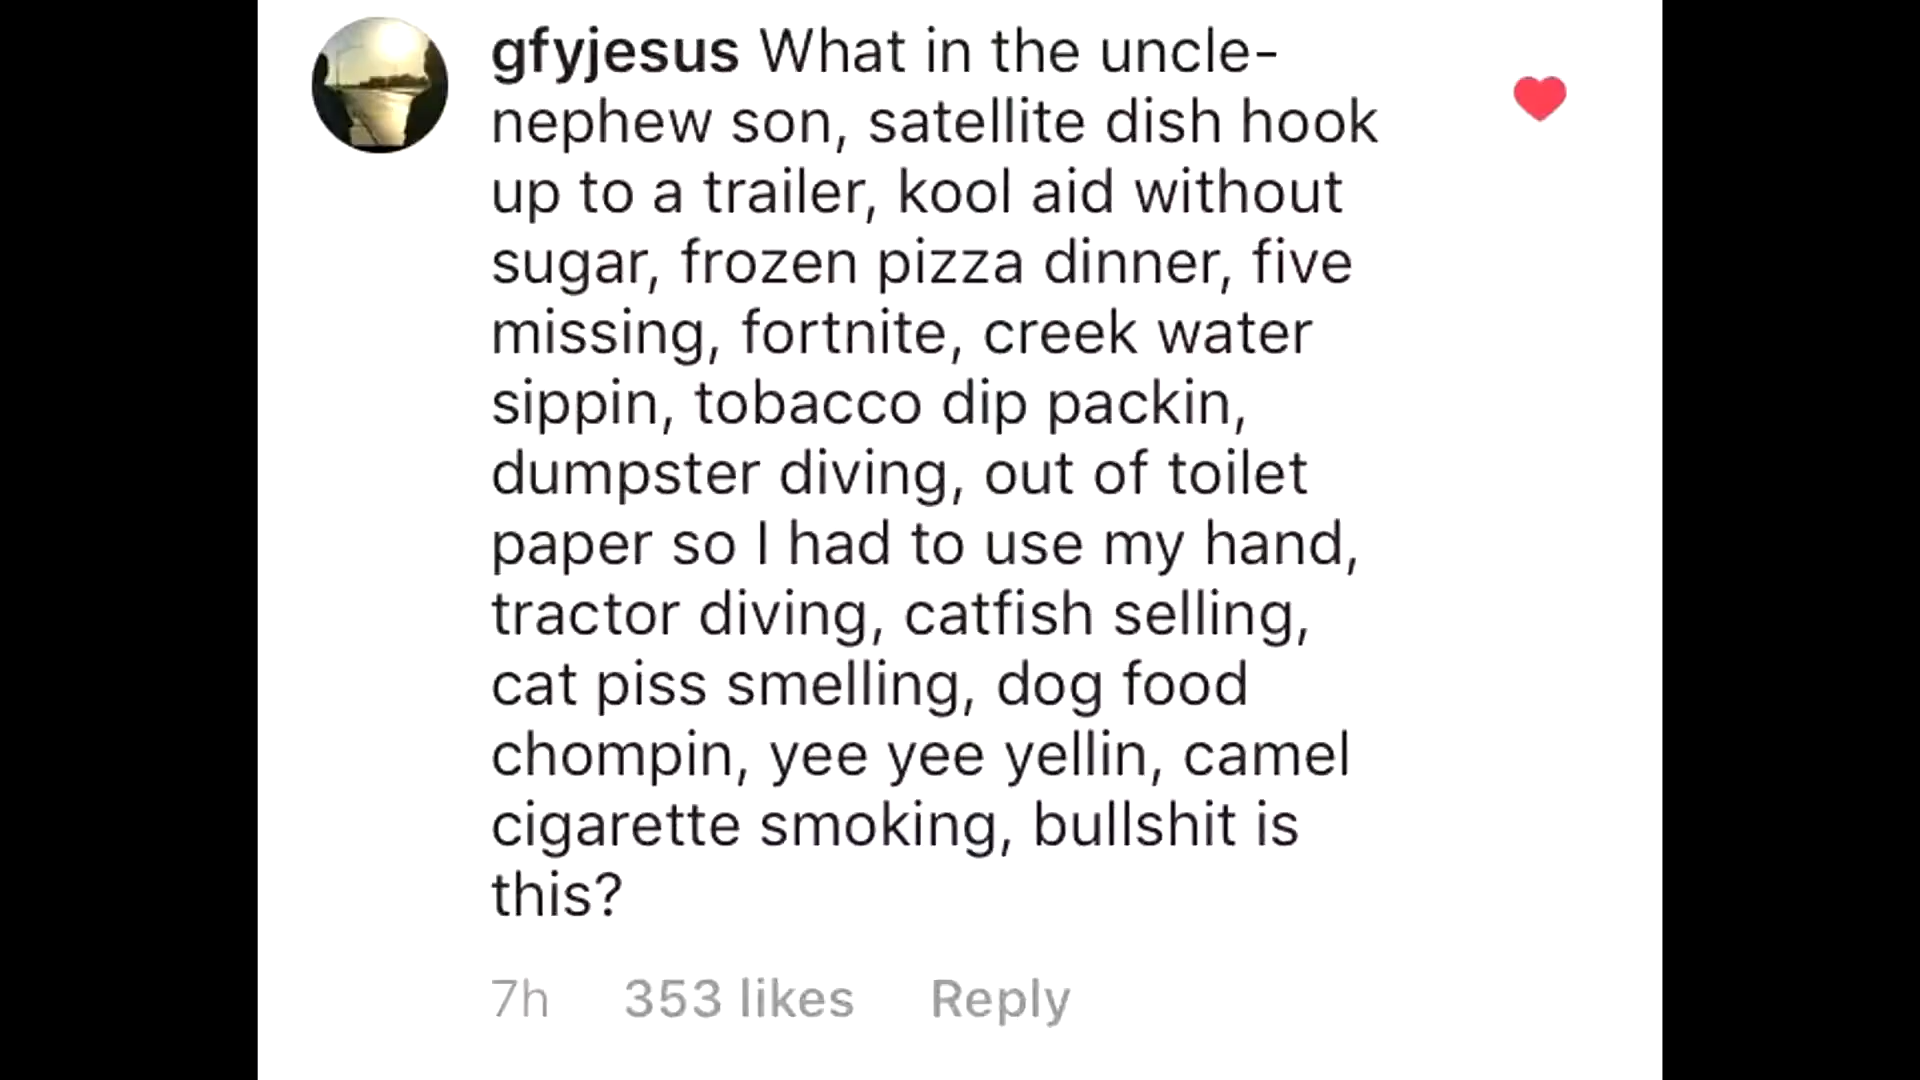 gfyjesus What in the uncle-
nephew son, satellite dish hook
up to a trailer, kool aid without
sugar, frozen pizza dinner, five
missing, fortnite, creek water
sippin, tobacco dip packin,
dumpster diving, out of toilet
paper so I had to use my hand,
tractor diving, catfish selling,
cat piss smelling, dog food
chompin, yee yee yellin, camel
cigarette smoking, bullshit is
this?
7h 353 likes Reply